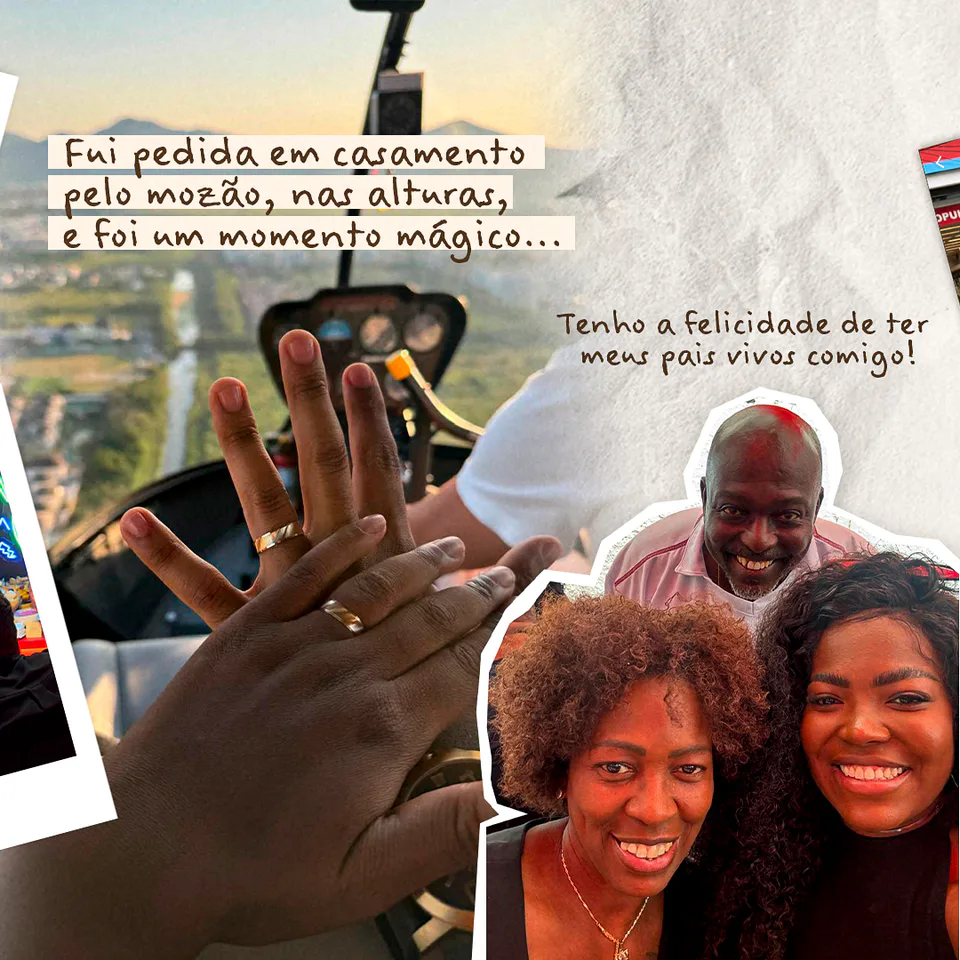 Fui pedida em casamento
pelo mozão, nas alturas,
e foi um momento mágico...
Tenho a felicidade de ter
meus pais vivos comigo!